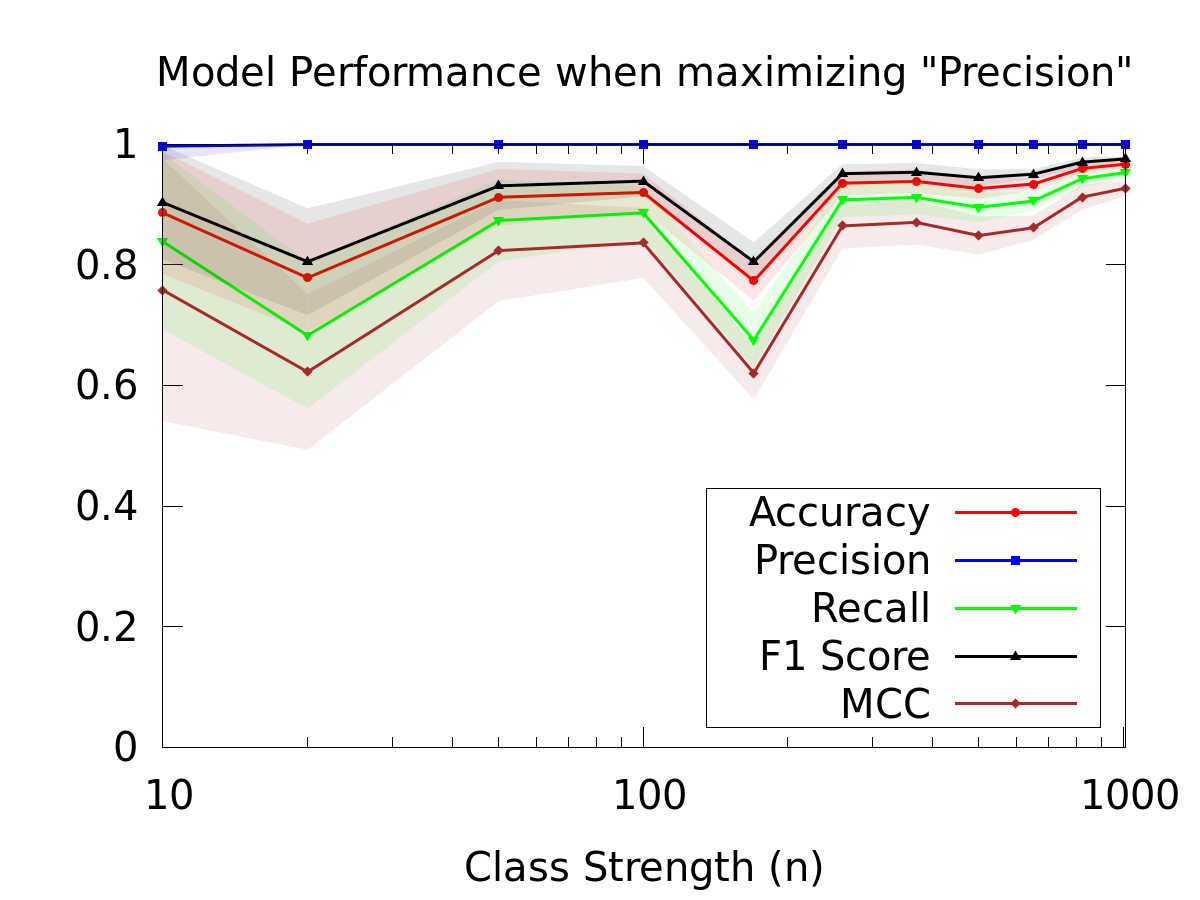 Model Performance when maximizing "Precision"
1
0.8
0.6
0.4
0.2
0
Accuracy
Precision
Recall
F1 Score
MCC
10 100 1000
Class Strength (n)